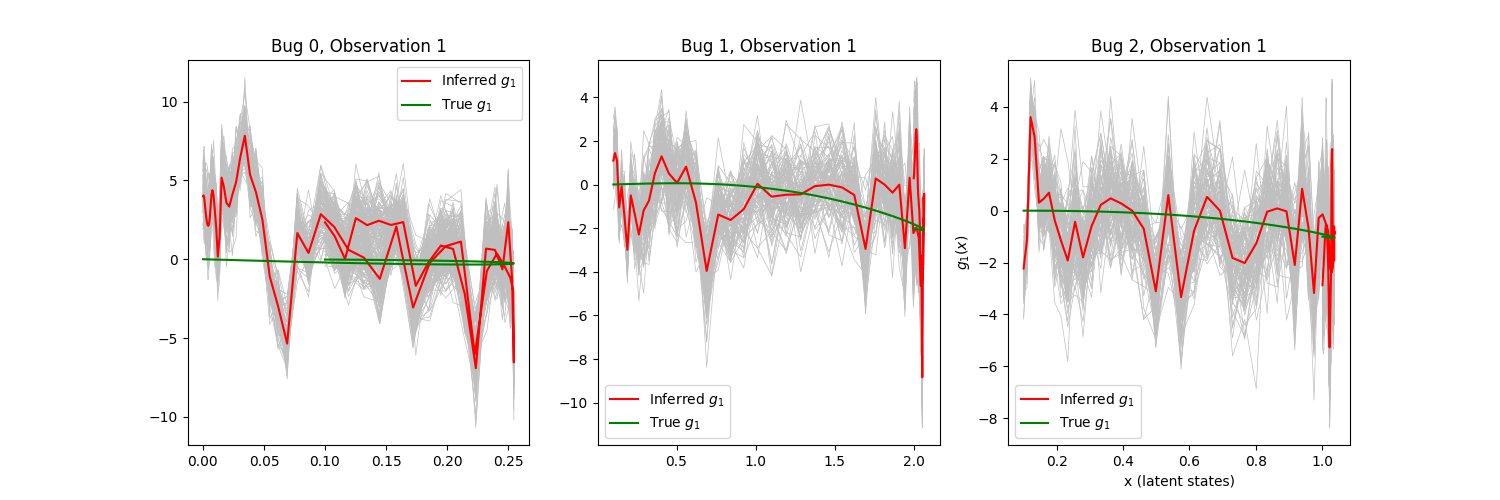 Bug 0, Observation 1
Inferred g₁
True g₁
10
5
0
−5
−10
0.00 0.05 0.10 0.15 0.20 0.25
Bug 1, Observation 1
4
2
0
−2
−4
−6
−8
−10
Inferred g₁
True g₁
0.5 1.0 1.5 2.0
Bug 2, Observation 1
g₁(x)
4
2
0
−2
−4
−6
−8
Inferred g₁
True g₁
0.2 0.4 0.6 0.8 1.0
x (latent states)